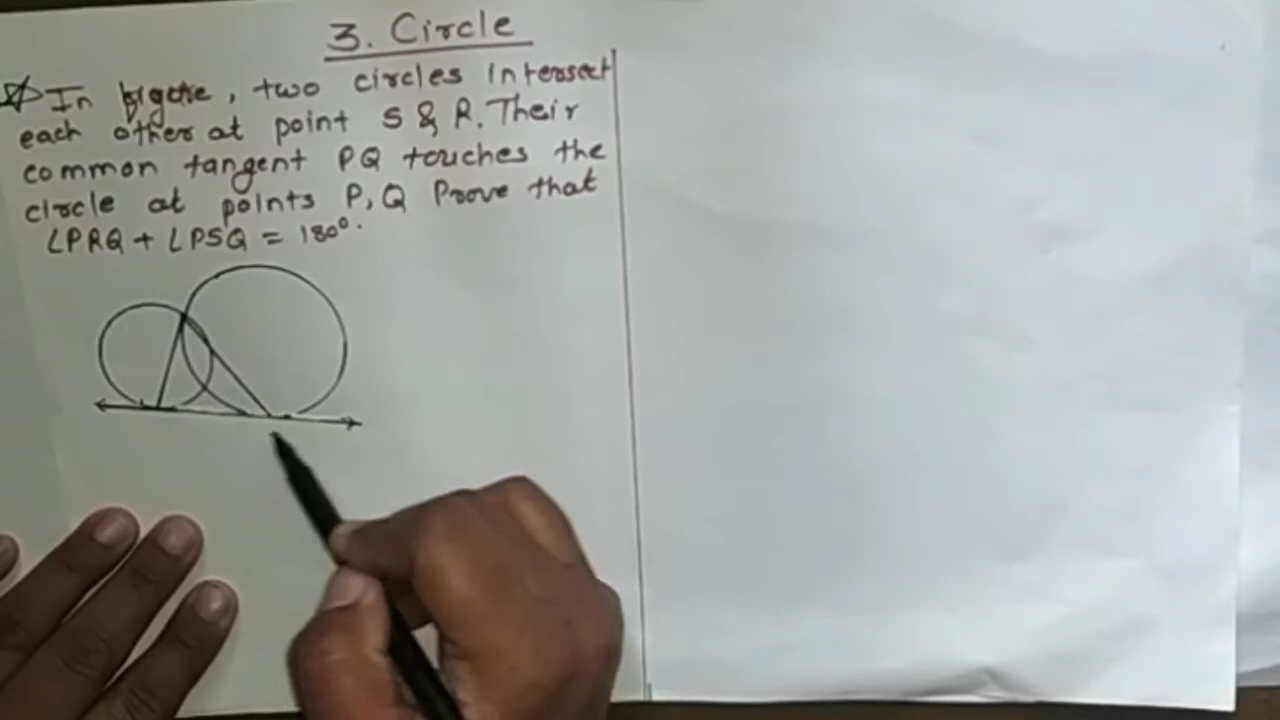 3. Circle
In figure, two circles intersect
each other at point S & R. Their
common tangent PQ touches the
circle at points P, Q Prove that
∠PRQ + ∠PSQ = 180°.